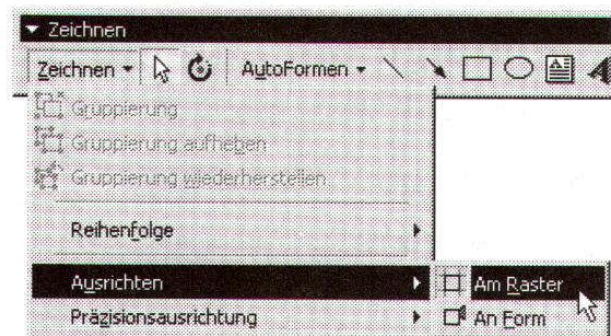 Zeichnen
Zeichnen AutoFormen
Gruppierung
Gruppierung aufheben
Gruppierung wiederherstellen
Reihenfolge
Ausrichten Am Raster
Präzisionsausrichtung An Form